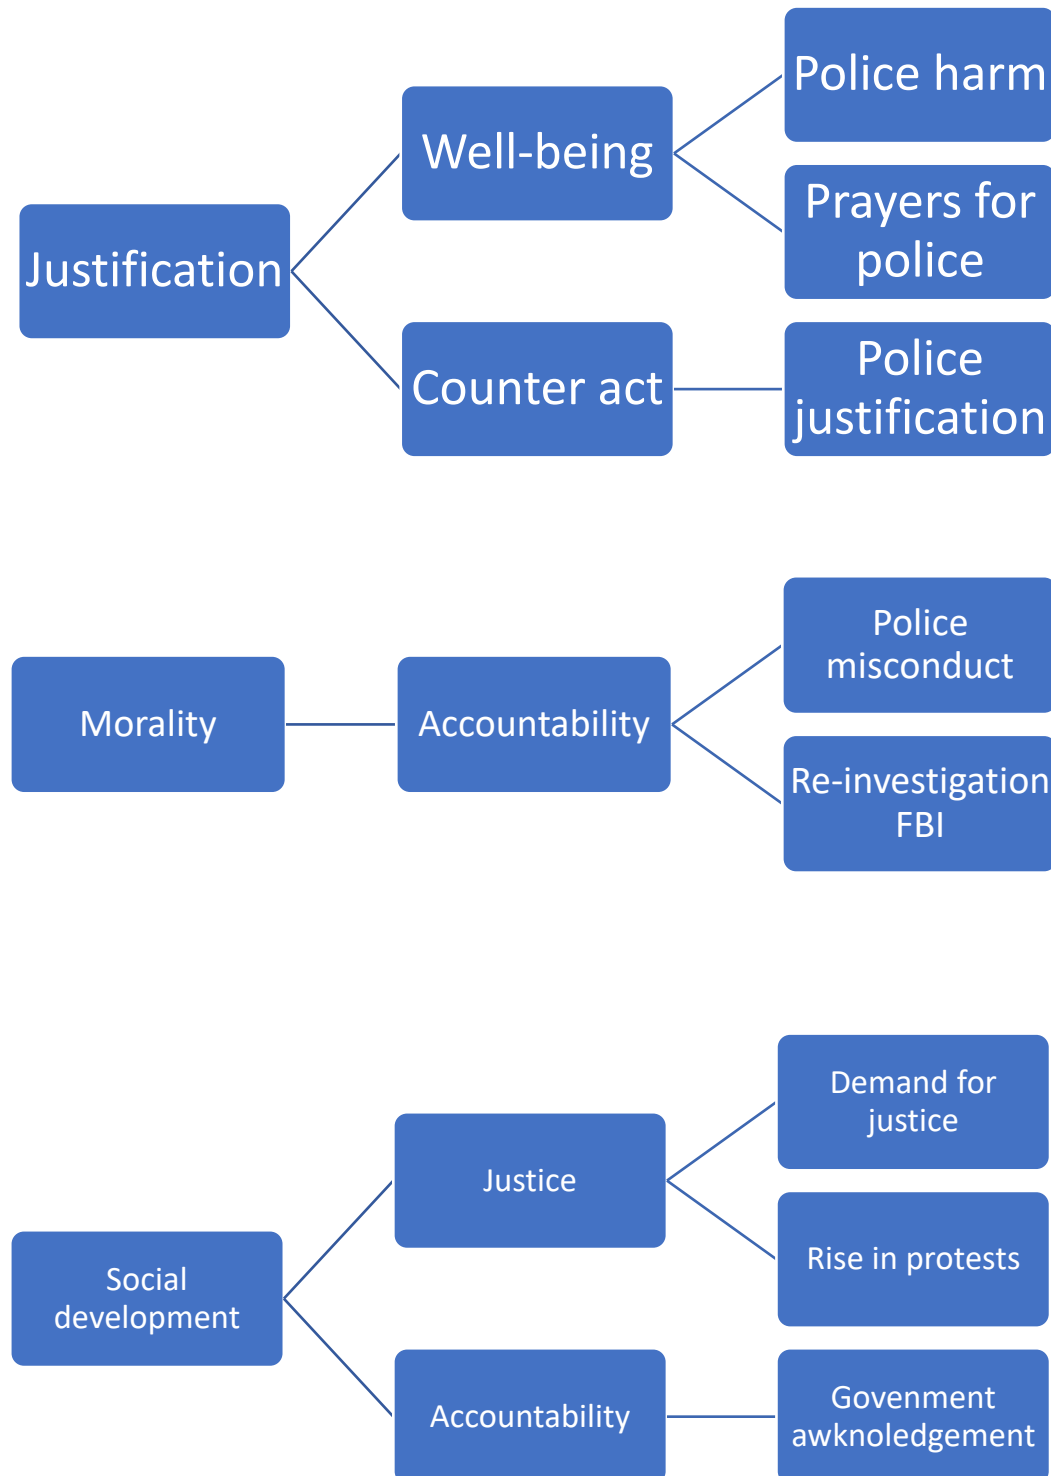 Justification
Well-being
Police harm
Prayers for
police
Counter act
Police
justification
Morality
Accountability
Police
misconduct
Re-investigation
FBI
Social
development
Justice
Demand for
justice
Rise in protests
Accountability
Govenment
awknoledgement